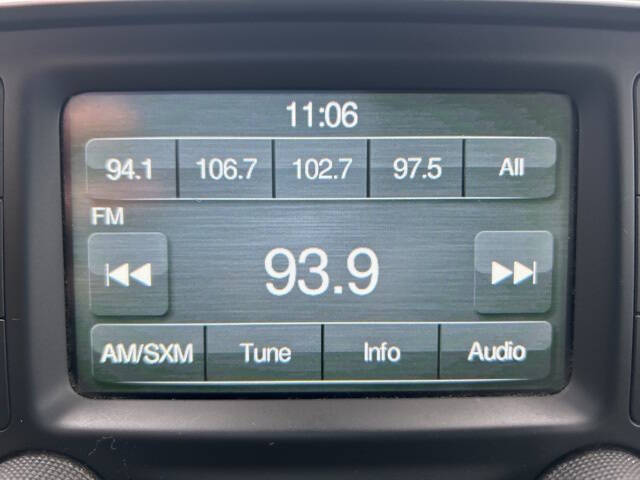 11:06
94.1 106.7 102.7 97.5 All
FM
93.9
AM/SXM Tune Info Audio